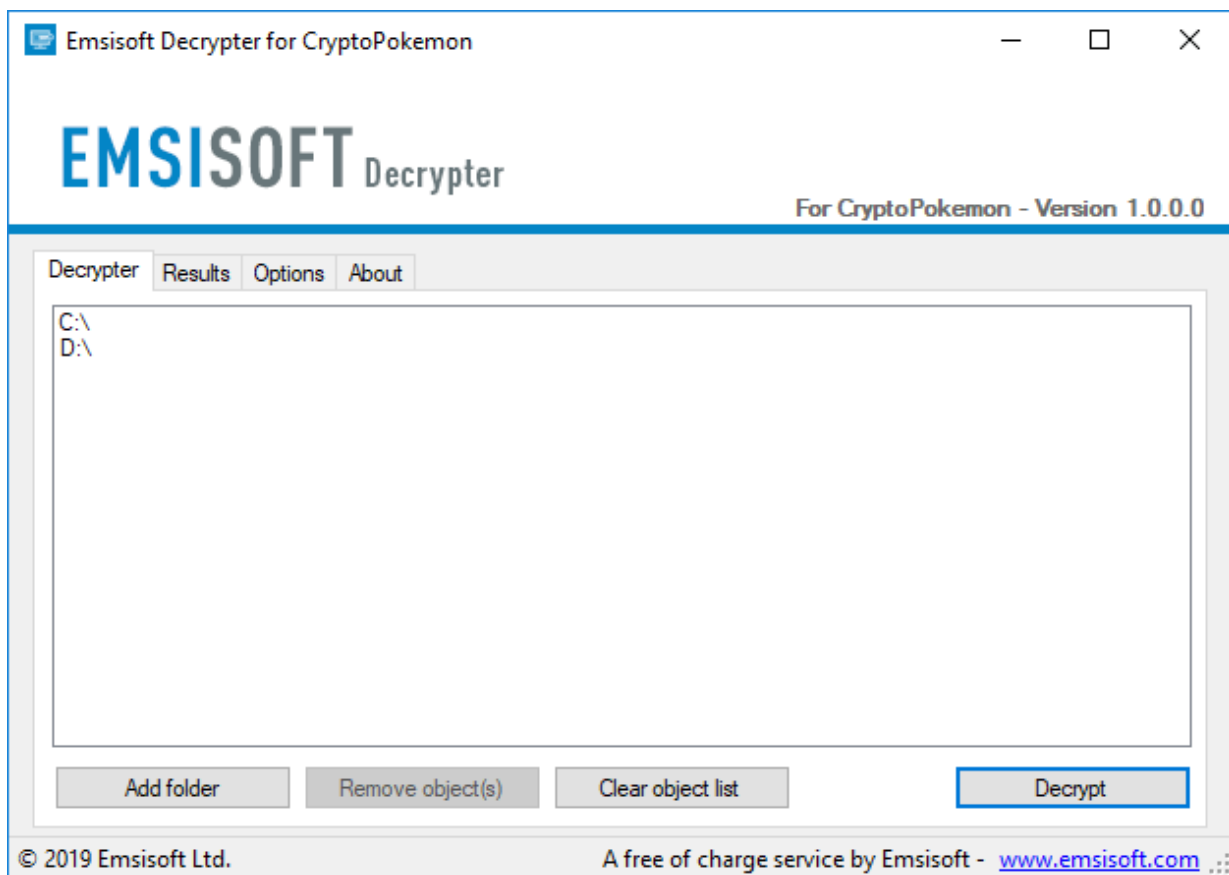 Emsisoft Decrypter for CryptoPokemon
EMSISOFT Decrypter
For CryptoPokemon - Version 1.0.0.0
Decrypter Results Options About
C:\
D:\
Add folder Remove object(s) Clear object list Decrypt
© 2019 Emsisoft Ltd. A free of charge service by Emsisoft - www.emsisoft.com